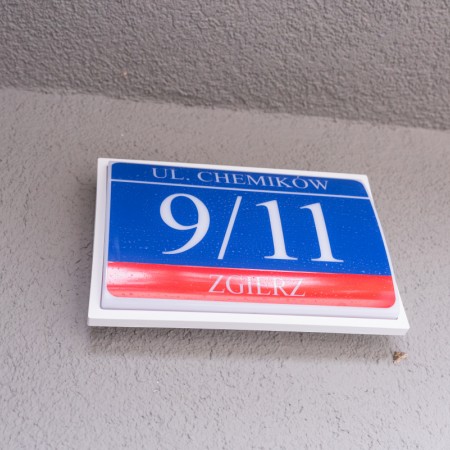 UL. CHEMIKÓW
9/11
ZGIERZ